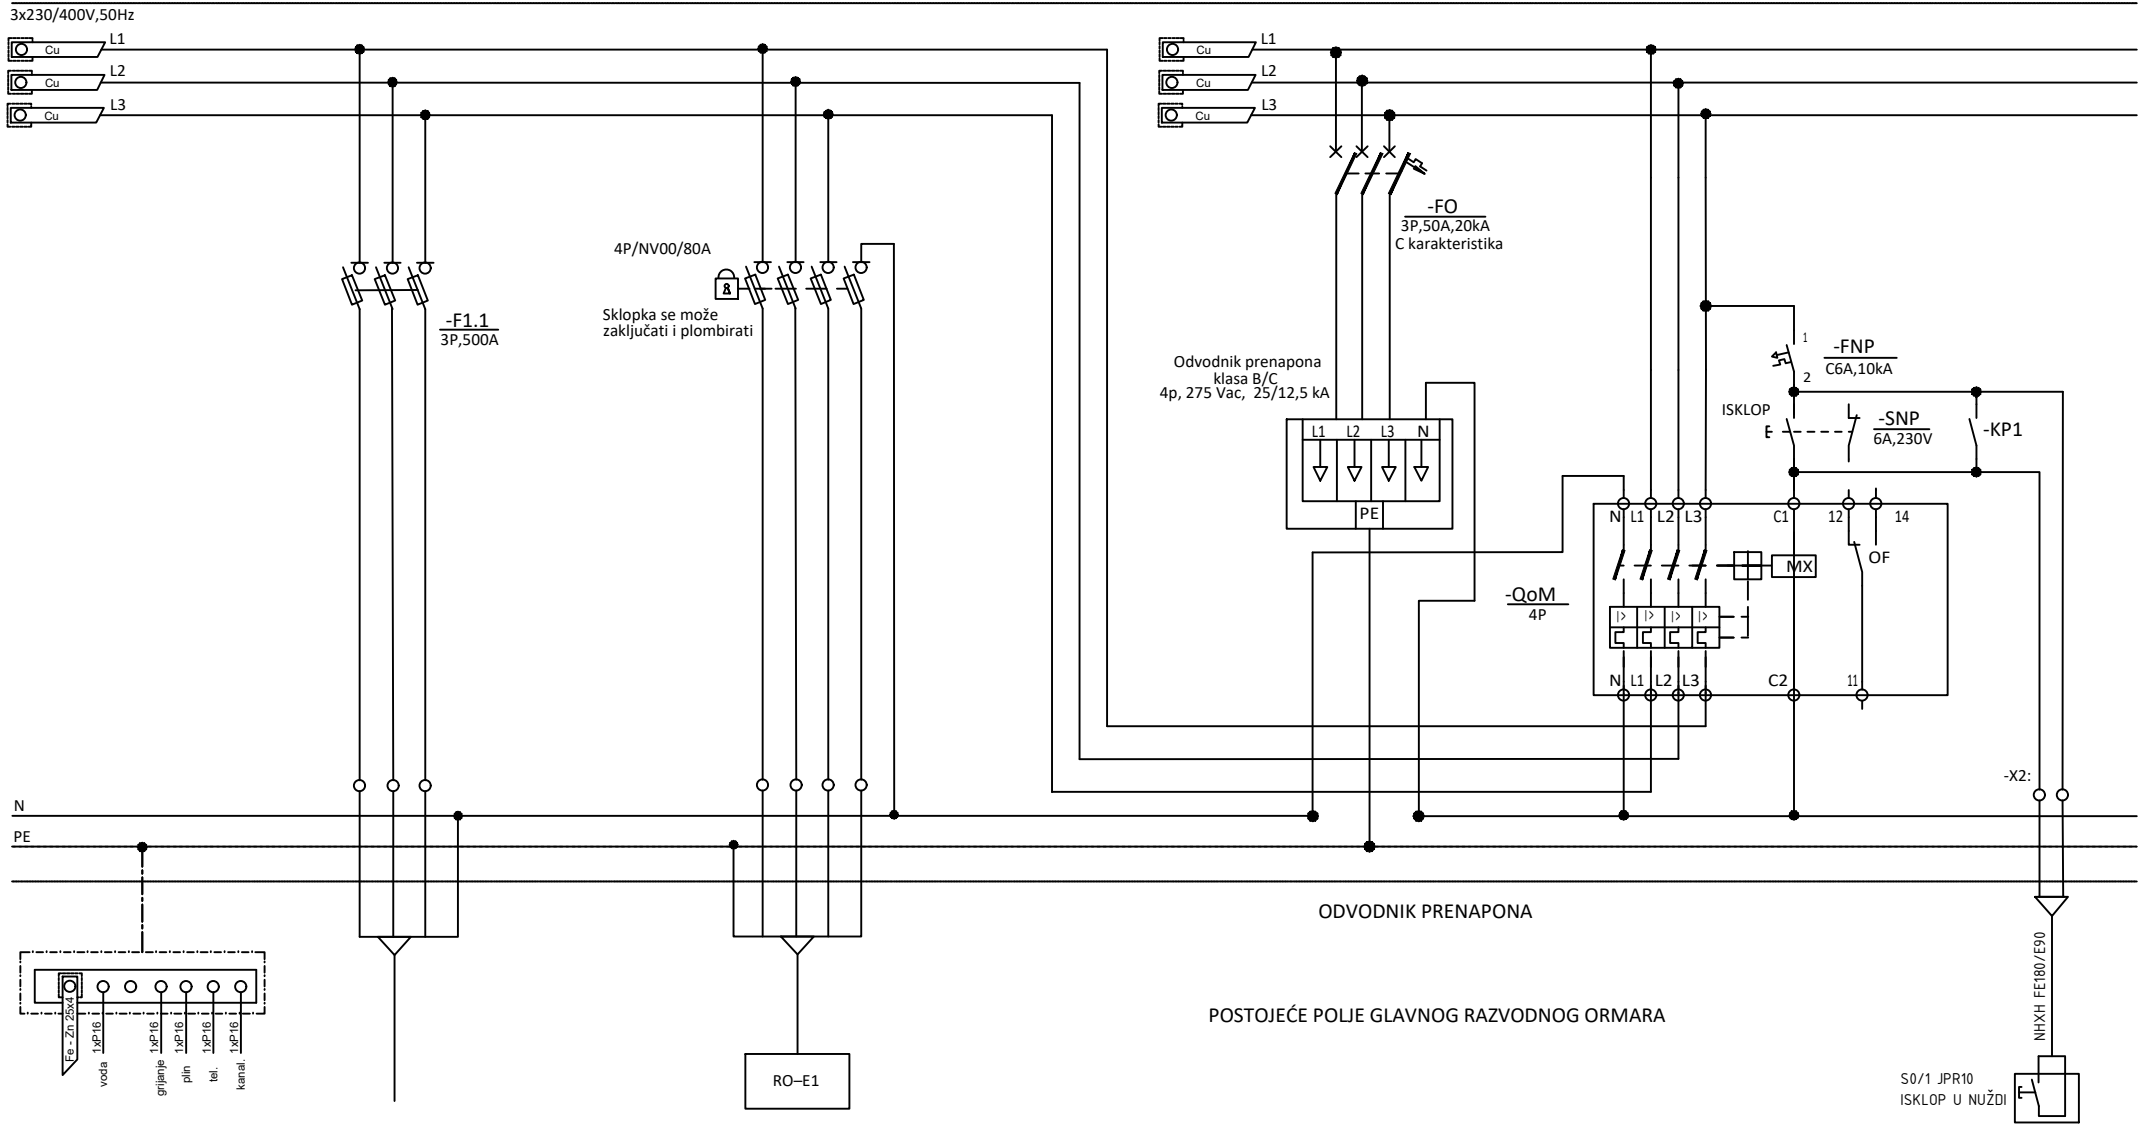 3x230/400V,50Hz
Cu
L1
Cu
L2
Cu
L3
Cu
L1
Cu
L2
Cu
L3
-FO
3P,50A,20kA
C karakteristika
4P/NV00/80A
Sklopka se može
zaključati i plombirati
-F1.1
3P,500A
Odvodnik prenapona
klasa B/C
4p, 275 Vac, 25/12,5 kA
L1
L2
L3
N
PE
1
-FNP
C6A,10kA
2
ISKLOP
-SNP
6A,230V
-KP1
N
L1
L2
L3
C1
12
14
OF
MX
-QoM
4P
I>
I>
I>
I>
N
L1
L2
L3
C2
11
-X2:
N
PE
ODVODNIK PRENAPONA
POSTOJEĆE POLJE GLAVNOG RAZVODNOG ORMARA
Fe - Zn 25x4
1xP16
voda
1xP16
grijanje
1xP16
plin
1xP16
tel.
1xP16
kanal.
RO–E1
NHXH FE180/E90
S0/1 JPR10
ISKLOP U NUŽDI